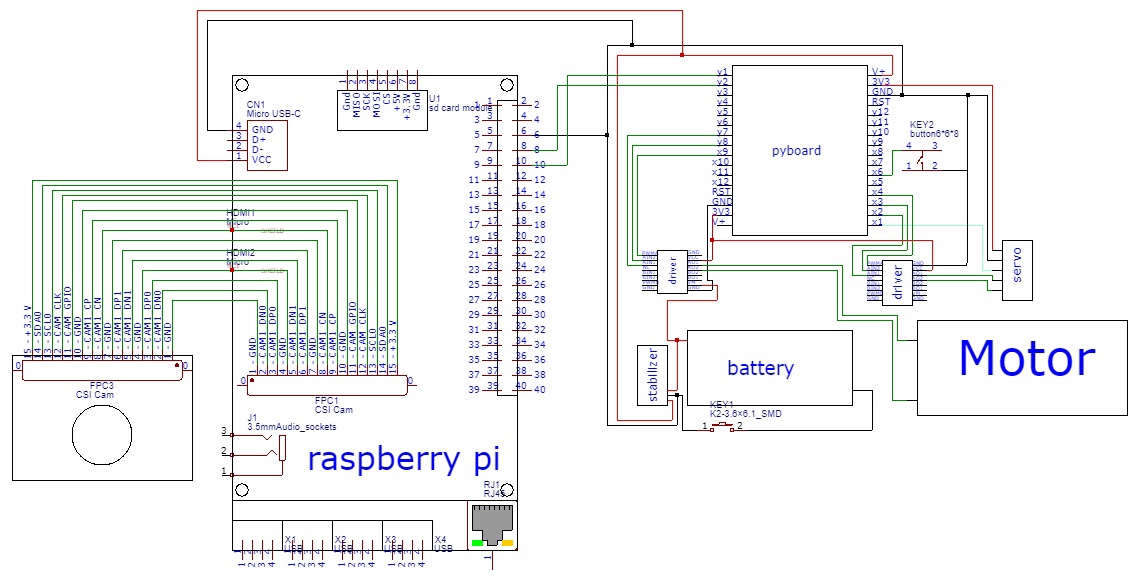 CN1
Micro USB-C
4 GND
3 D+
2 D-
1 VCC
1 2 3 4 5 6 7 8
Gnd
MISO
SCK
MOSI
CS
+5V
+3.3V
Gnd
U1
sd card module
1 2
3 4
5 6
7 8
9 10
11 12
13 14
15 16
17 18
19 20
21 22
23 24
25 26
27 28
29 30
31 32
33 34
35 36
37 38
39 40
HDMI1
Micro
SHIELD
HDMI2
Micro
SHIELD
15 - +3.3 V
14 - SDA0
13 - SCL0
12 - CAM_CLK
11 - CAM_GPIO
10 - GND
9 - CAM1_CP
8 - CAM1_CN
7 - GND
6 - CAM1_DP1
5 - CAM1_DN1
4 - GND
3 - CAM1_DP0
2 - CAM1_DN0
1 - GND
0
0
FPC3
CSI Cam
1 - GND
2 - CAM1_DN0
3 - CAM1_DP0
4 - GND
5 - CAM1_DN1
6 - CAM1_DP1
7 - GND
8 - CAM1_CN
9 - CAM1_CP
10 - GND
11 - CAM_GPIO
12 - CAM_CLK
13 - SCL0
14 - SDA0
15 - +3.3 V
0
0
FPC1
CSI Cam
J1
3.5mmAudio_sockets
3
2
1
raspberry pi
RJ1
RJ45
1
X1
USB
X2
USB
X3
USB
X4
USB
1 2 3 4
1 2 3 4
1 2 3 4
1 2 3 4
y1
y2
y3
y4
y5
y6
y7
y8
x9
x10
x11
x12
RST
GND
3V3
V+
pyboard
V+
3V3
GND
RST
y12
y11
y10
y9
x8
x7
x6
x5
x4
x3
x2
x1
KEY2
button6*6*8
4 3
1 2
driver
driver
servo
stabilizer
battery
KEY1
K2-3.6×6.1_SMD
1 2
Motor